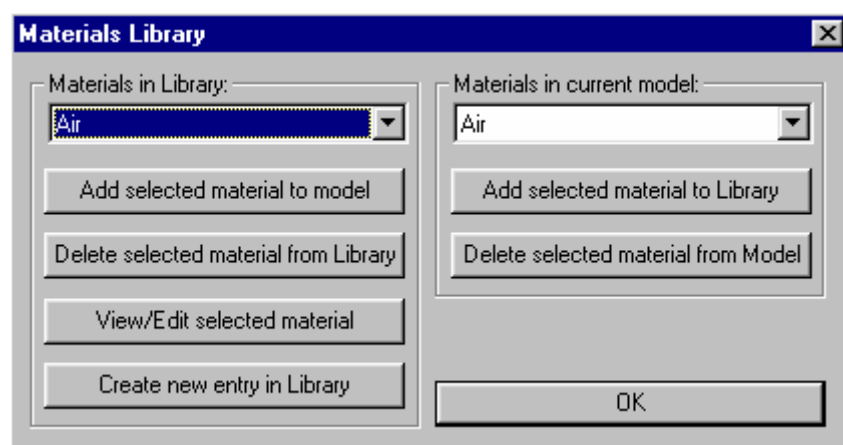 Materials Library
Materials in Library:
Air
Add selected material to model
Delete selected material from Library
View/Edit selected material
Create new entry in Library
Materials in current model:
Air
Add selected material to Library
Delete selected material from Model
OK